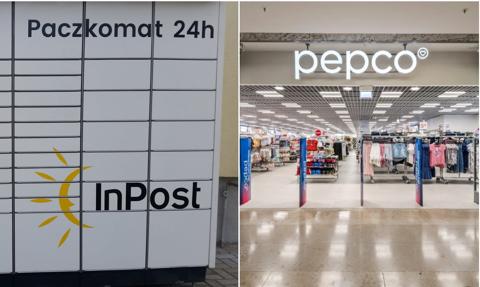 Paczkomat 24h
InPost
pepco